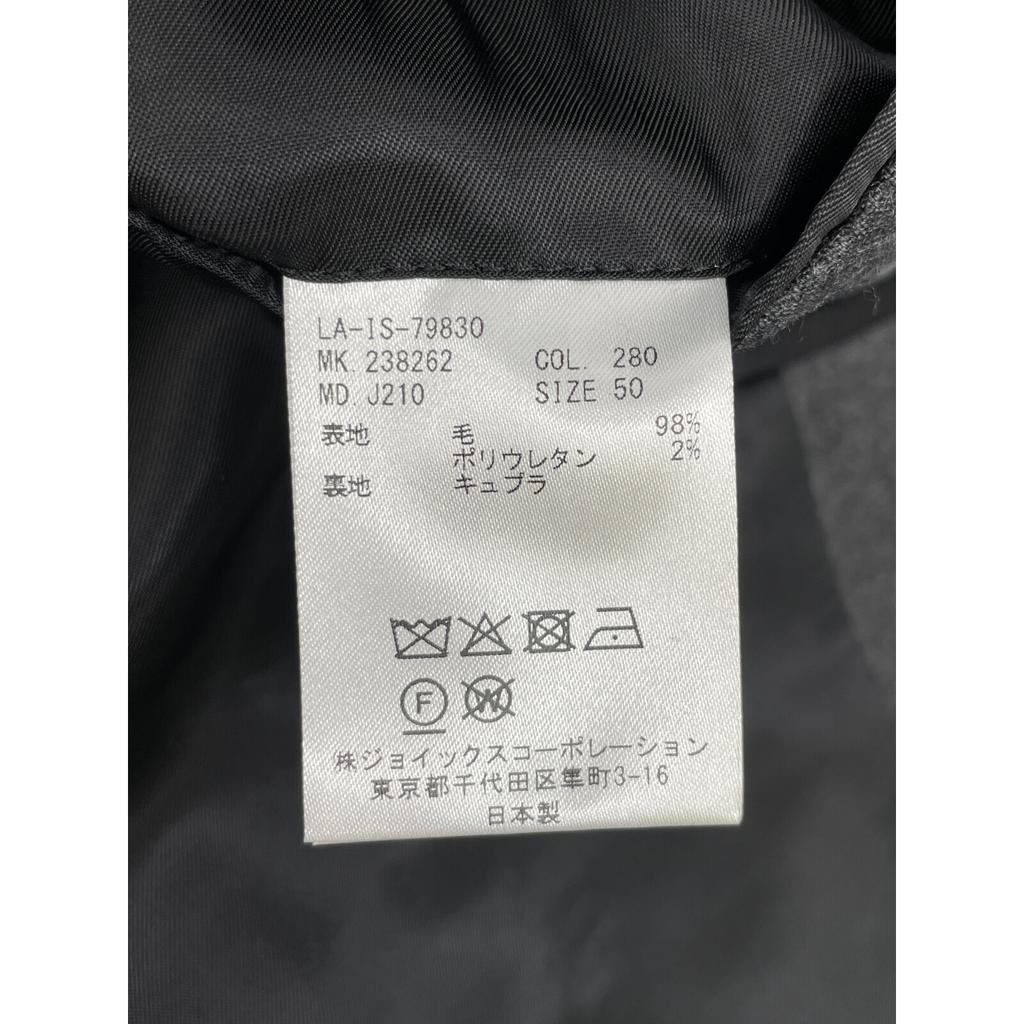 LA-IS-79830
MK. 238262 COL. 280
MD. J210 SIZE 50
表地 毛 98%
ポリウレタン 2%
裏地 キュプラ
F W
株ジョイックスコーポレーション
東京都千代田区隼町3-16
日本製